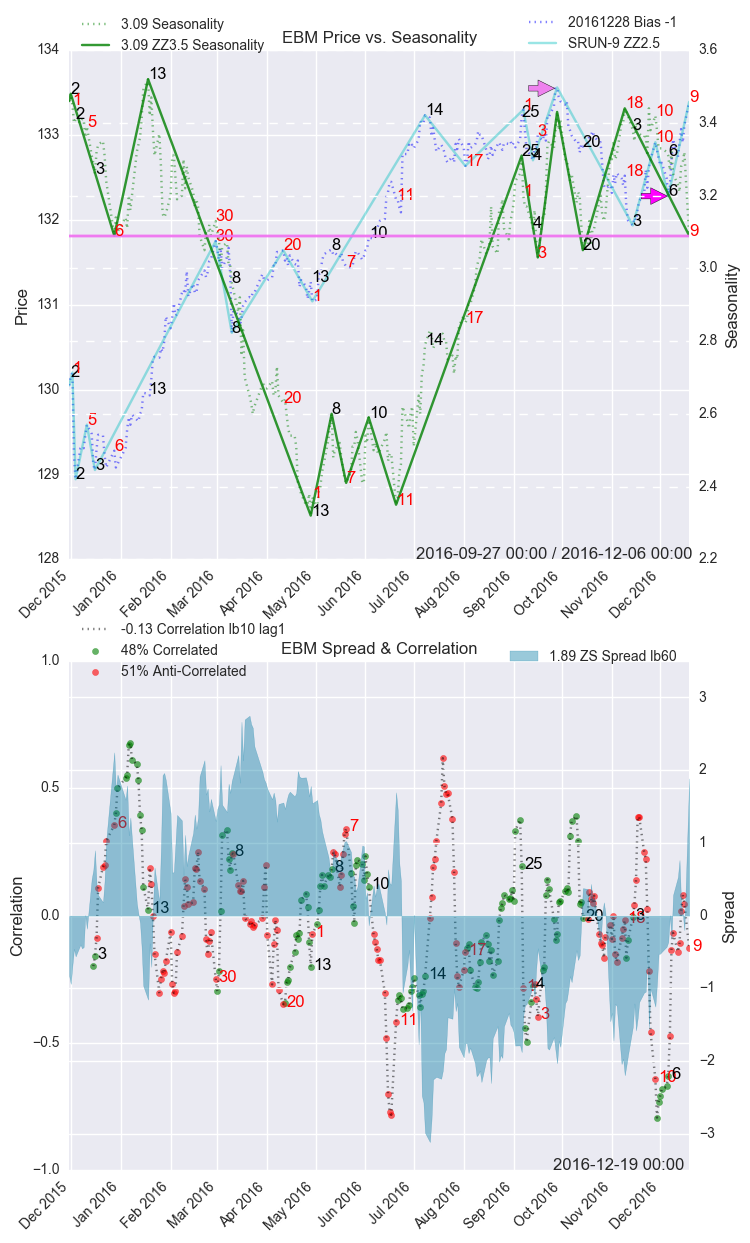 3.09 Seasonality
3.09 ZZ3.5 Seasonality
EBM Price vs. Seasonality
20161228 Bias -1
SRUN-9 ZZ2.5
134
133
132
131
130
129
128
Price
3.6
3.4
3.2
3.0
2.8
2.6
2.4
2.2
Seasonality
2016-09-27 00:00 / 2016-12-06 00:00
Dec 2015
Jan 2016
Feb 2016
Mar 2016
Apr 2016
May 2016
Jun 2016
Jul 2016
Aug 2016
Sep 2016
Oct 2016
Nov 2016
Dec 2016
-0.13 Correlation lb10 lag1
48% Correlated
51% Anti-Correlated
EBM Spread & Correlation
1.89 ZS Spread lb60
1.0
0.5
0.0
−0.5
−1.0
Correlation
3
2
1
0
−1
−2
−3
Spread
2016-12-19 00:00
Dec 2015
Jan 2016
Feb 2016
Mar 2016
Apr 2016
May 2016
Jun 2016
Jul 2016
Aug 2016
Sep 2016
Oct 2016
Nov 2016
Dec 2016